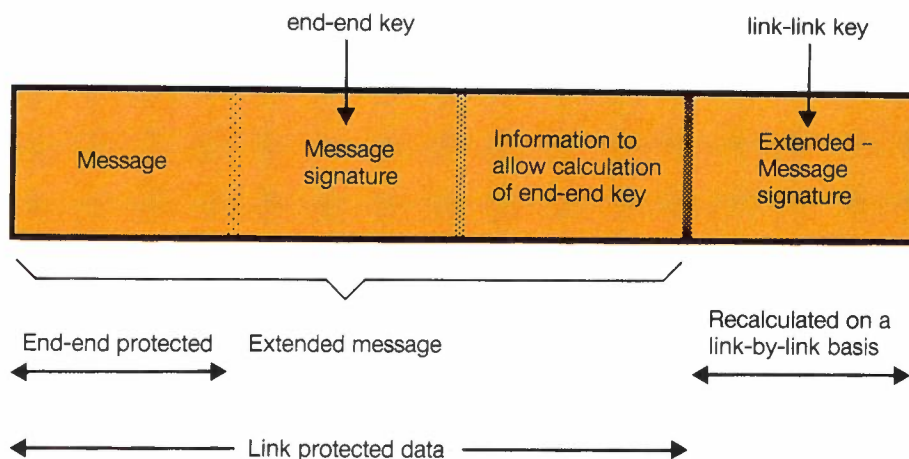 end-end key
link-link key
Message
Message
signature
Information to
allow calculation
of end-end key
Extended –
Message
signature
End-end protected
Extended message
Recalculated on a
link-by-link basis
Link protected data